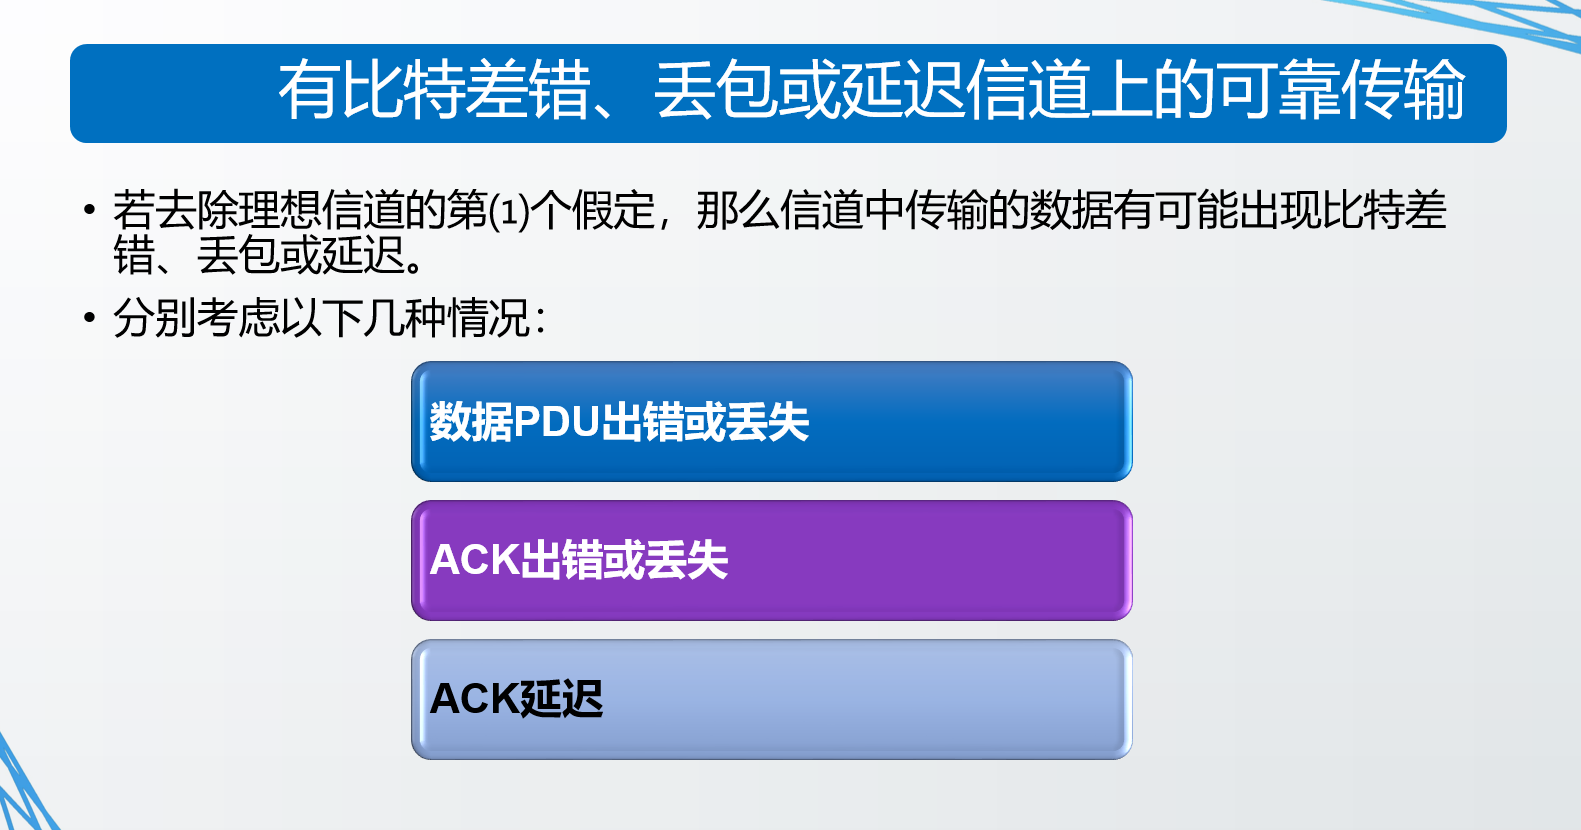 有比特差错、丢包或延迟信道上的可靠传输
• 若去除理想信道的第(1)个假定，那么信道中传输的数据有可能出现比特差
错、丢包或延迟。
• 分别考虑以下几种情况：
数据PDU出错或丢失
ACK出错或丢失
ACK延迟